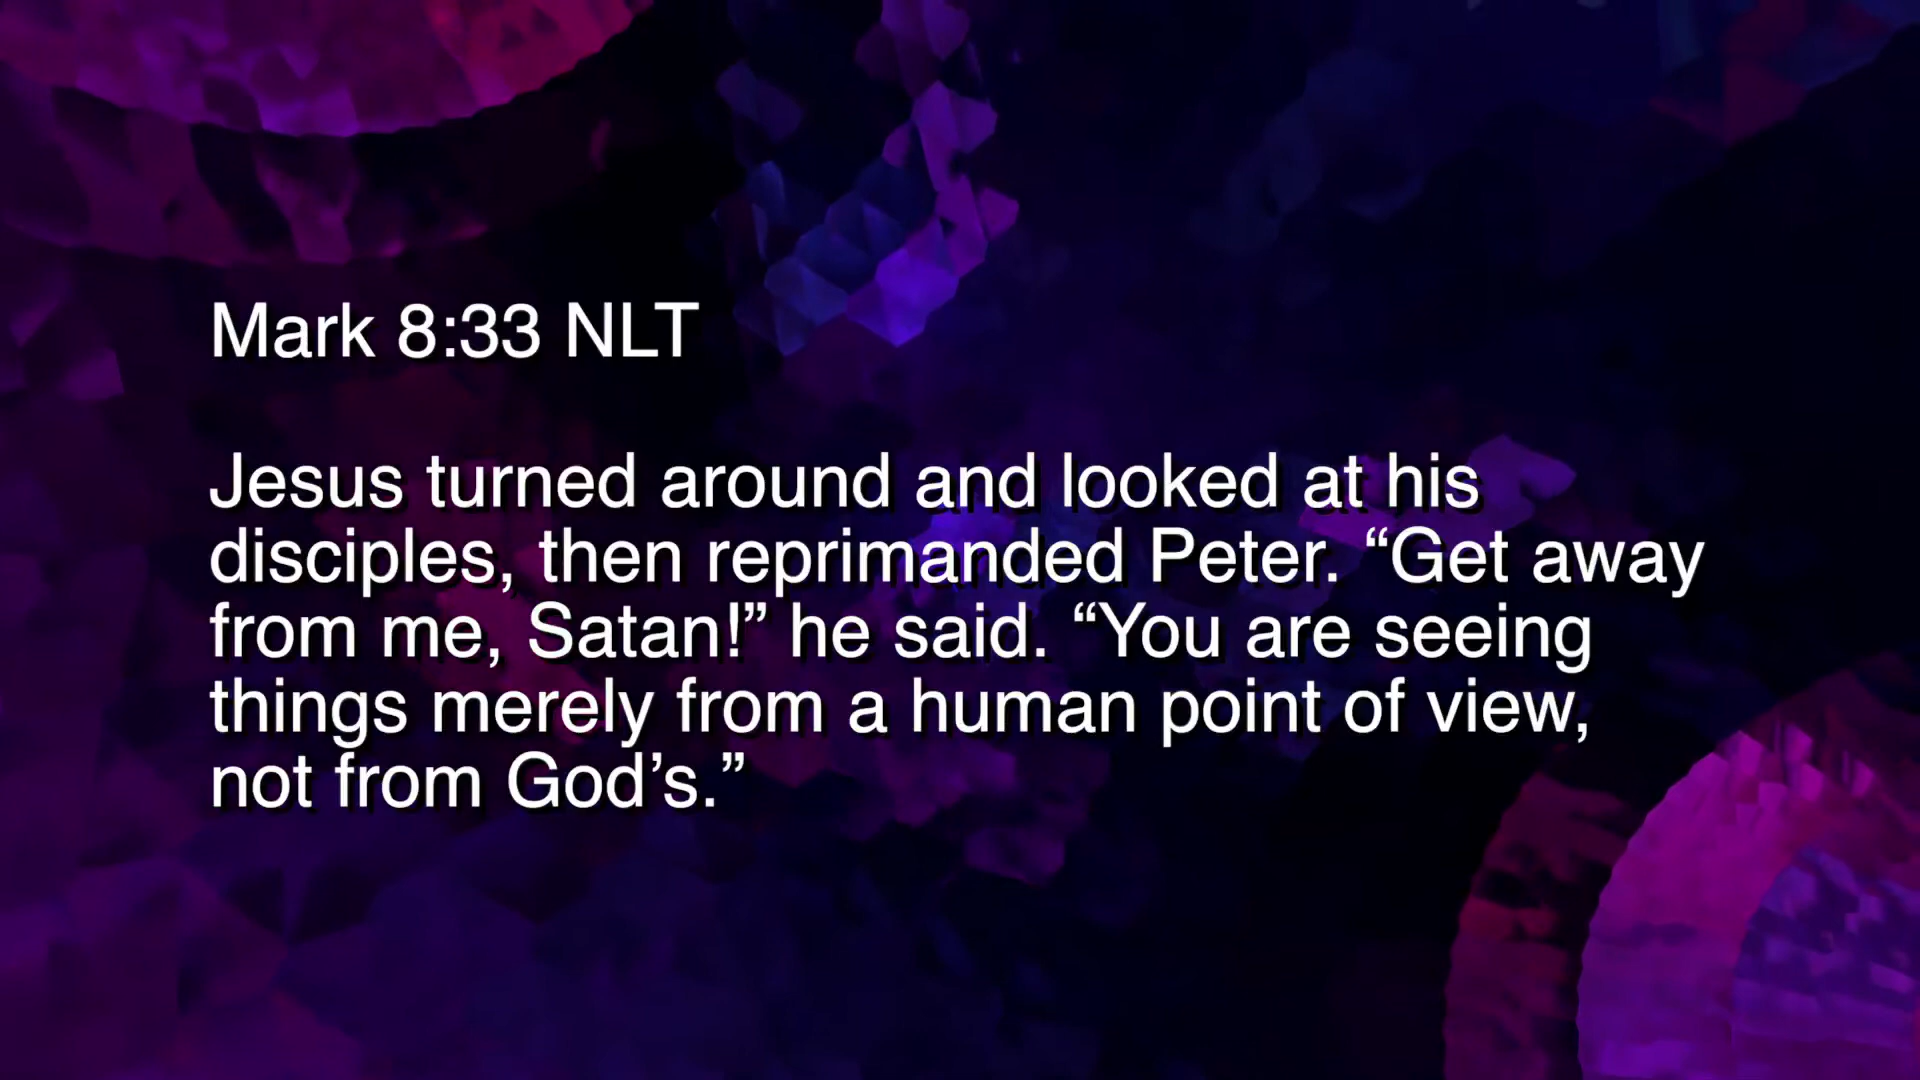 Mark 8:33 NLT
Jesus turned around and looked at his
disciples, then reprimanded Peter. “Get away
from me, Satan!” he said. “You are seeing
things merely from a human point of view,
not from God’s.”